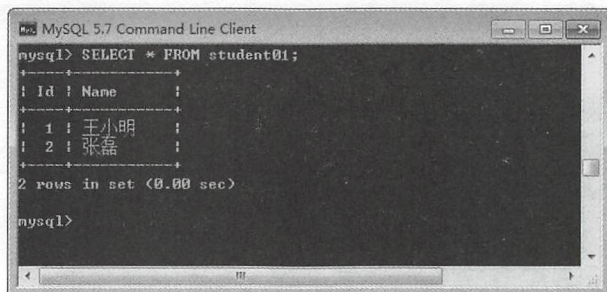 MySQL 5.7 Command Line Client
mysql> SELECT * FROM student01;
+----+-----------+
| Id | Name      |
+----+-----------+
|  1 | 王小明    |
|  2 | 张磊      |
+----+-----------+
2 rows in set (0.00 sec)
mysql>